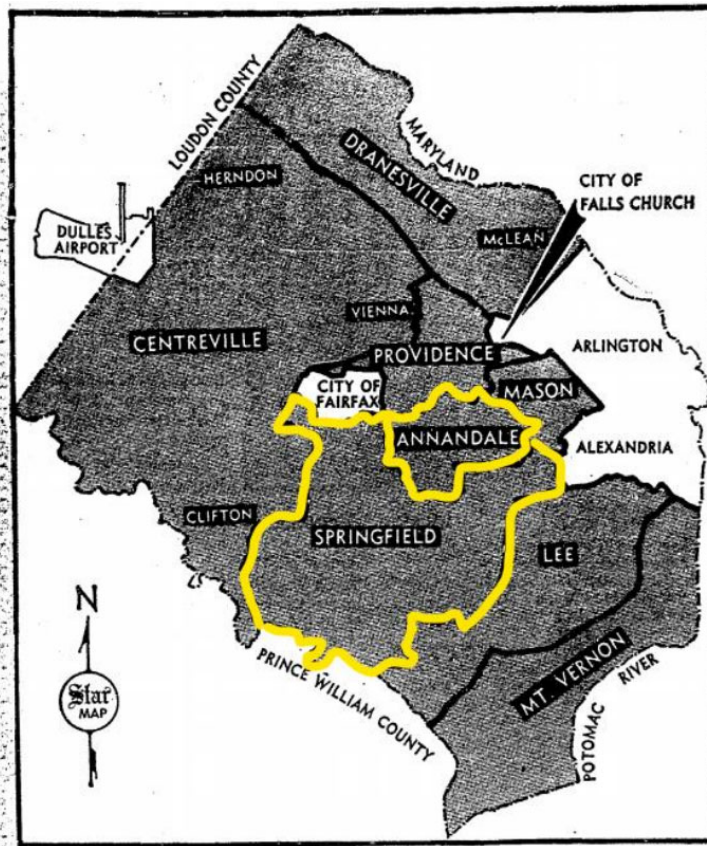 LOUDON COUNTY
MARYLAND
DRANESVILLE
HERNDON
CITY OF
FALLS CHURCH
McLEAN
DULLES
AIRPORT
VIENNA
CENTREVILLE
PROVIDENCE
ARLINGTON
CITY OF
FAIRFAX
MASON
ANNANDALE
ALEXANDRIA
CLIFTON
SPRINGFIELD
LEE
N
Star
MAP
PRINCE WILLIAM COUNTY
MT. VERNON
POTOMAC RIVER